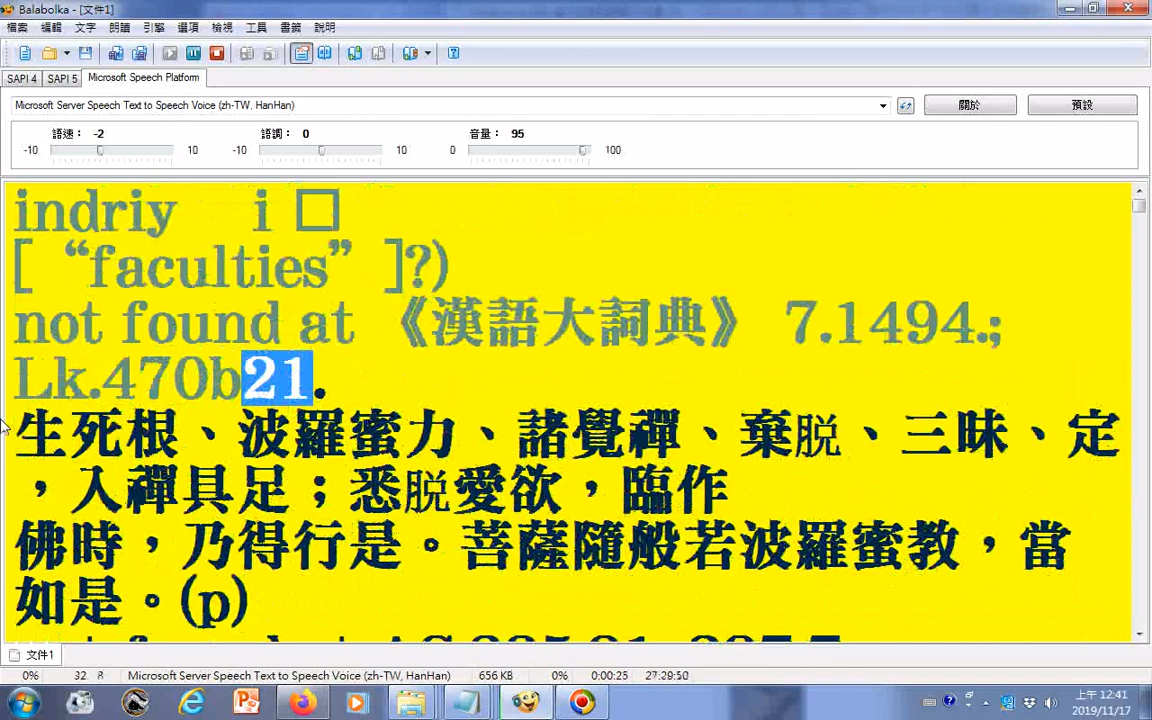 Balabolka - [文件1]
檔案 編輯 文字 朗讀 引擎 選項 檢視 工具 書籤 說明
SAPI 4 SAPI 5 Microsoft Speech Platform
Microsoft Server Speech Text to Speech Voice (zh-TW, HanHan) 關於 預設
語速： -2 語調： 0 音量： 95
-10 10 -10 10 0 100
indriy i □
[ “faculties” ]?)
not found at 《漢語大詞典》 7.1494.;
Lk.470b21.
生死根、波羅蜜力、諸覺禪、棄脱、三昧、定
，入禪具足；悉脱愛欲，臨作
佛時，乃得行是。菩薩隨般若波羅蜜教，當
如是。(p)
文件1
0% 32 Microsoft Server Speech Text to Speech Voice (zh-TW, HanHan) 656 KB 0% 0:00:25 27:29:50
上午 12:41
2019/11/17